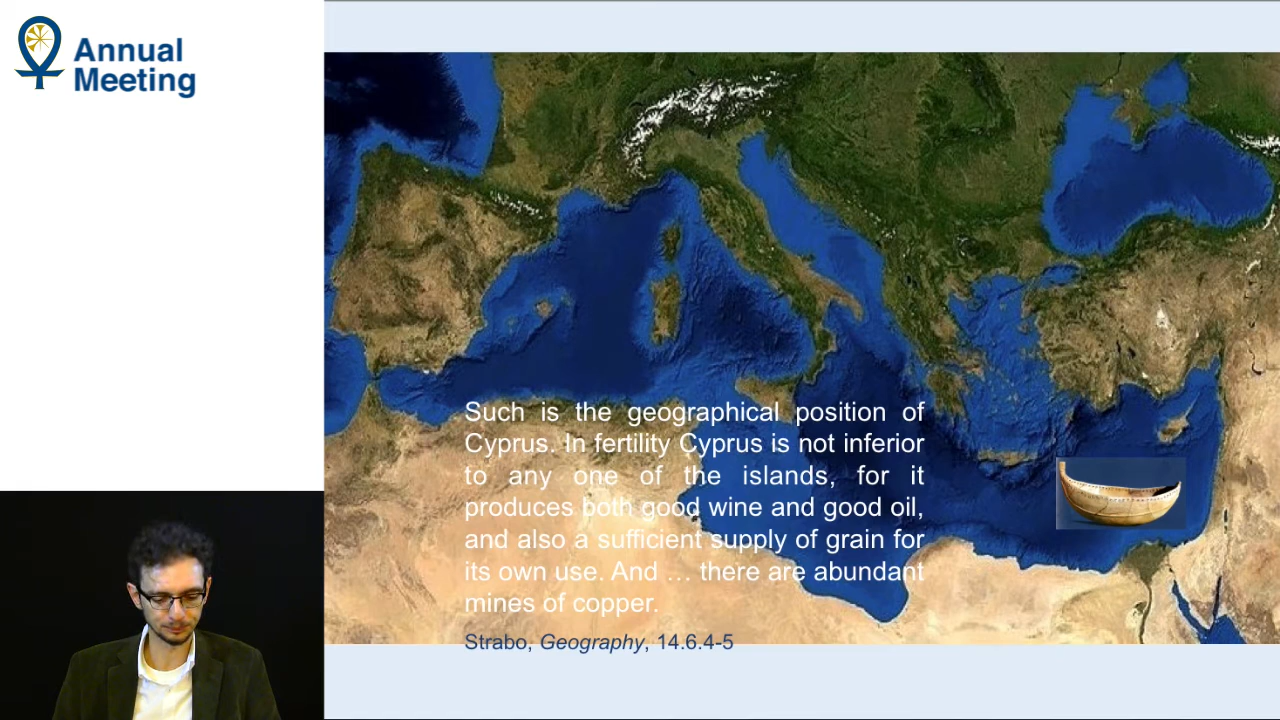 Annual
Meeting
Such is the geographical position of
Cyprus. In fertility Cyprus is not inferior
to any one of the islands, for it
produces both good wine and good oil,
and also a sufficient supply of grain for
its own use. And … there are abundant
mines of copper.
Strabo, Geography, 14.6.4-5